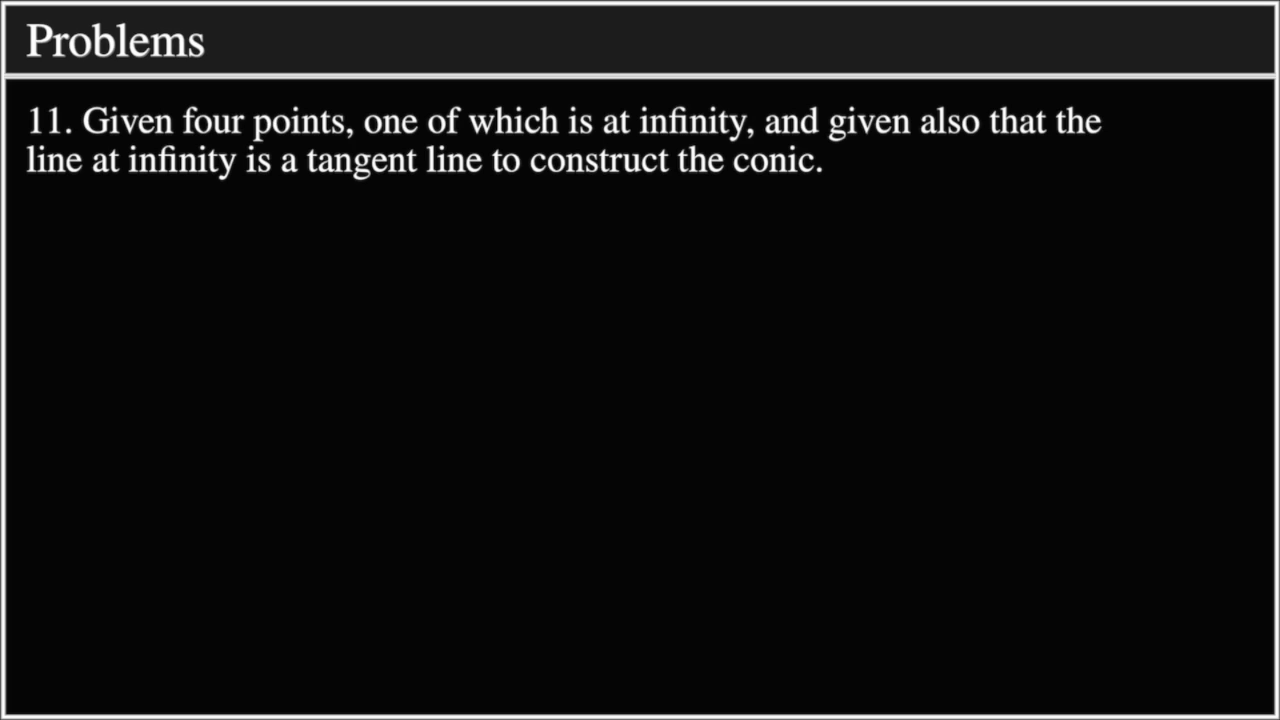 Problems
11. Given four points, one of which is at infinity, and given also that the
line at infinity is a tangent line to construct the conic.